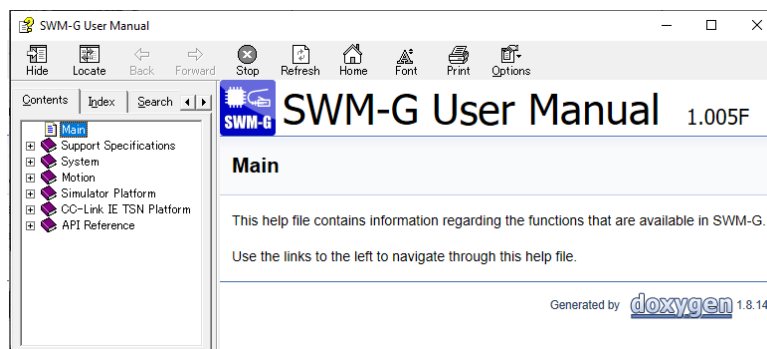 SWM-G User Manual
Hide Locate Back Forward Stop Refresh Home Font Print Options
Contents Index Search
Main
Support Specifications
System
Motion
Simulator Platform
CC-Link IE TSN Platform
API Reference
SWM-G
SWM-G User Manual 1.005F
Main
This help file contains information regarding the functions that are available in SWM-G.
Use the links to the left to navigate through this help file.
Generated by doxygen 1.8.14